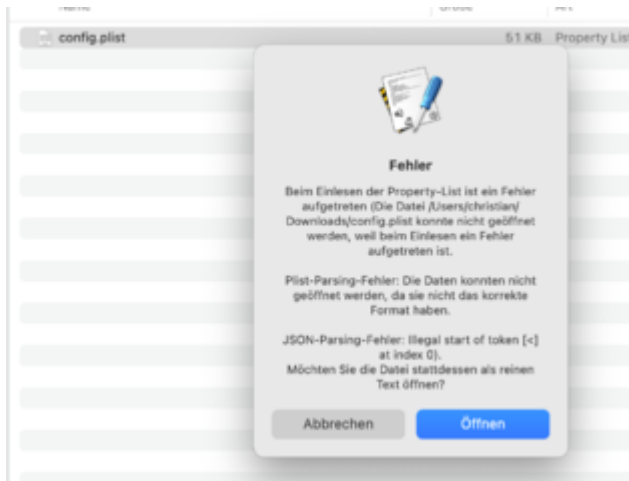 Name Größe Art
config.plist 51 KB Property List
Fehler
Beim Einlesen der Property-List ist ein Fehler
aufgetreten (Die Datei /Users/christian/
Downloads/config.plist konnte nicht geöffnet
werden, weil beim Einlesen ein Fehler
aufgetreten ist.
Plist-Parsing-Fehler: Die Daten konnten nicht
geöffnet werden, da sie nicht das korrekte
Format haben.
JSON-Parsing-Fehler: Illegal start of token [<]
at index 0).
Möchten Sie die Datei stattdessen als reinen
Text öffnen?
Abbrechen Öffnen